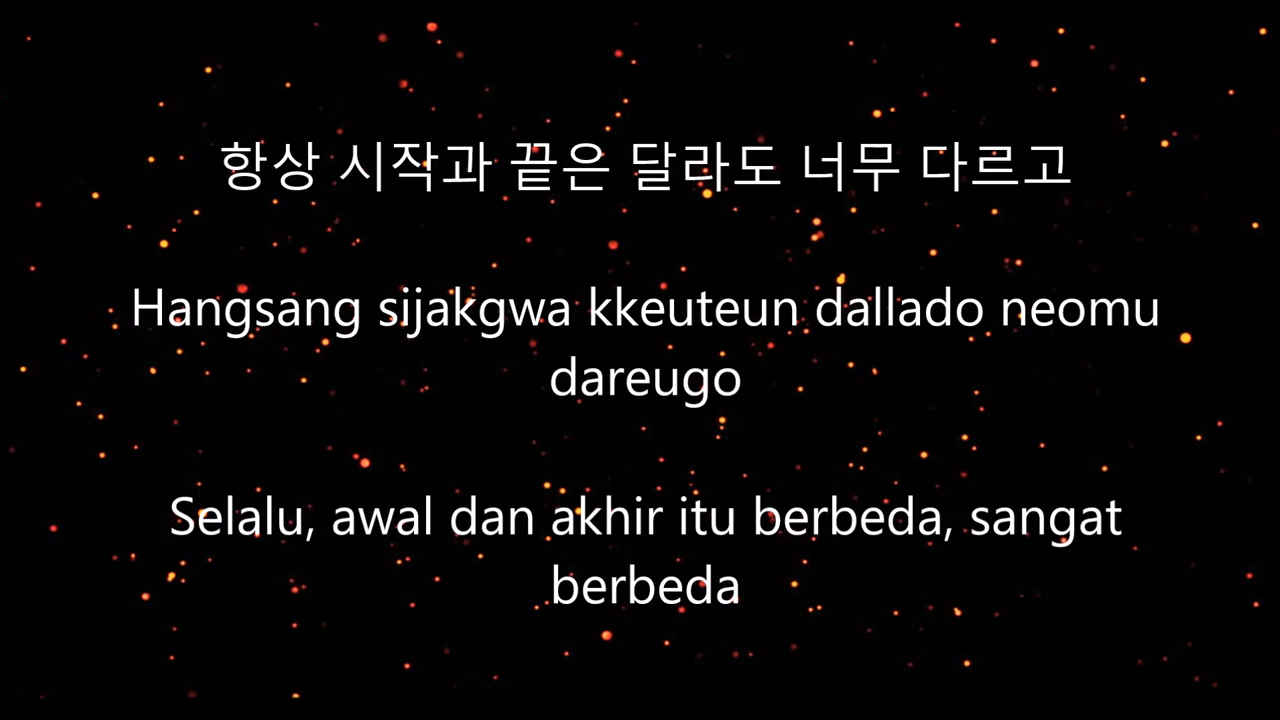 항상 시작과 끝은 달라도 너무 다르고
Hangsang sijakgwa kkeuteun dallado neomu
dareugo
Selalu, awal dan akhir itu berbeda, sangat
berbeda